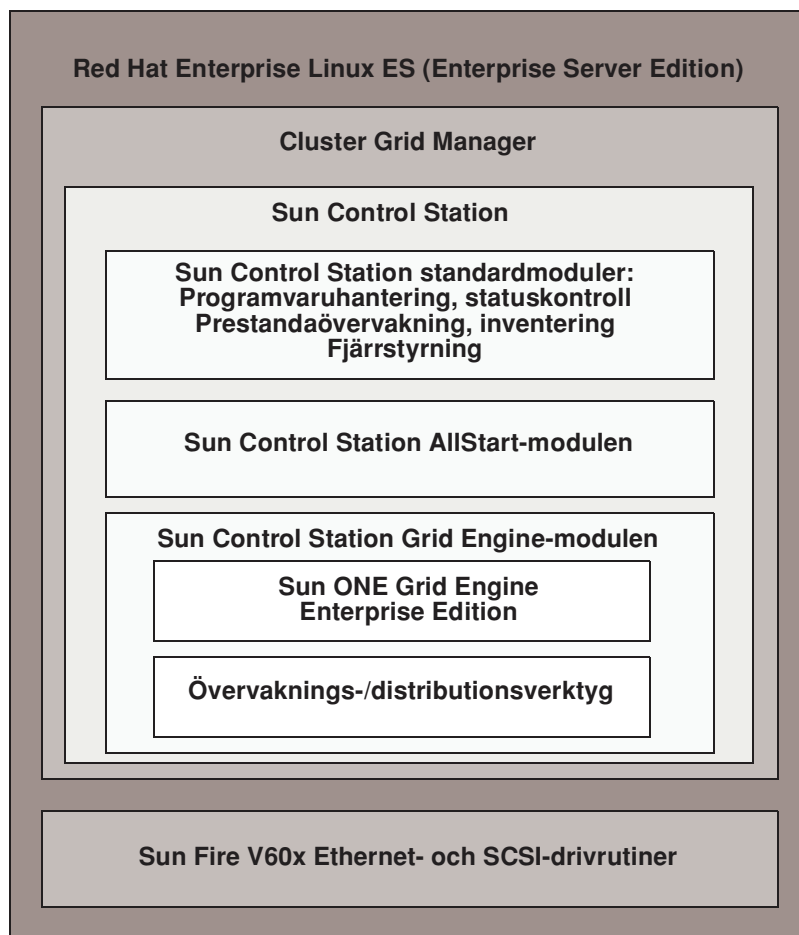 Red Hat Enterprise Linux ES (Enterprise Server Edition)
Cluster Grid Manager
Sun Control Station
Sun Control Station standardmoduler:
Programvaruhantering, statuskontroll
Prestandaövervakning, inventering
Fjärrstyrning
Sun Control Station AllStart-modulen
Sun Control Station Grid Engine-modulen
Sun ONE Grid Engine
Enterprise Edition
Övervaknings-/distributionsverktyg
Sun Fire V60x Ethernet- och SCSI-drivrutiner